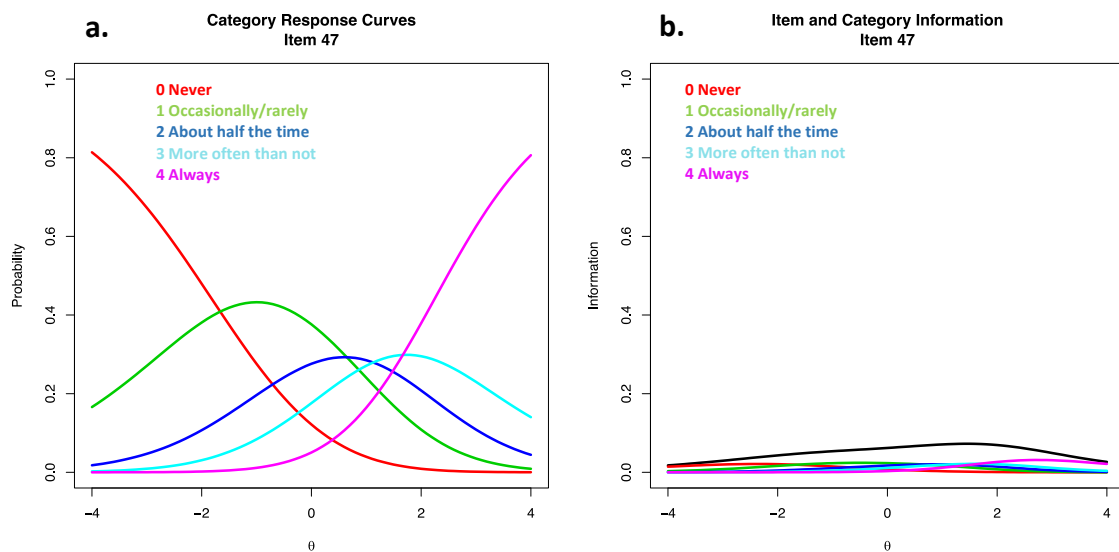 a.
Category Response Curves
Item 47
0 Never
1 Occasionally/rarely
2 About half the time
3 More often than not
4 Always
Probability
0.0
0.2
0.4
0.6
0.8
1.0
−4
−2
0
2
4
θ
b.
Item and Category Information
Item 47
0 Never
1 Occasionally/rarely
2 About half the time
3 More often than not
4 Always
Information
0.0
0.2
0.4
0.6
0.8
1.0
−4
−2
0
2
4
θ